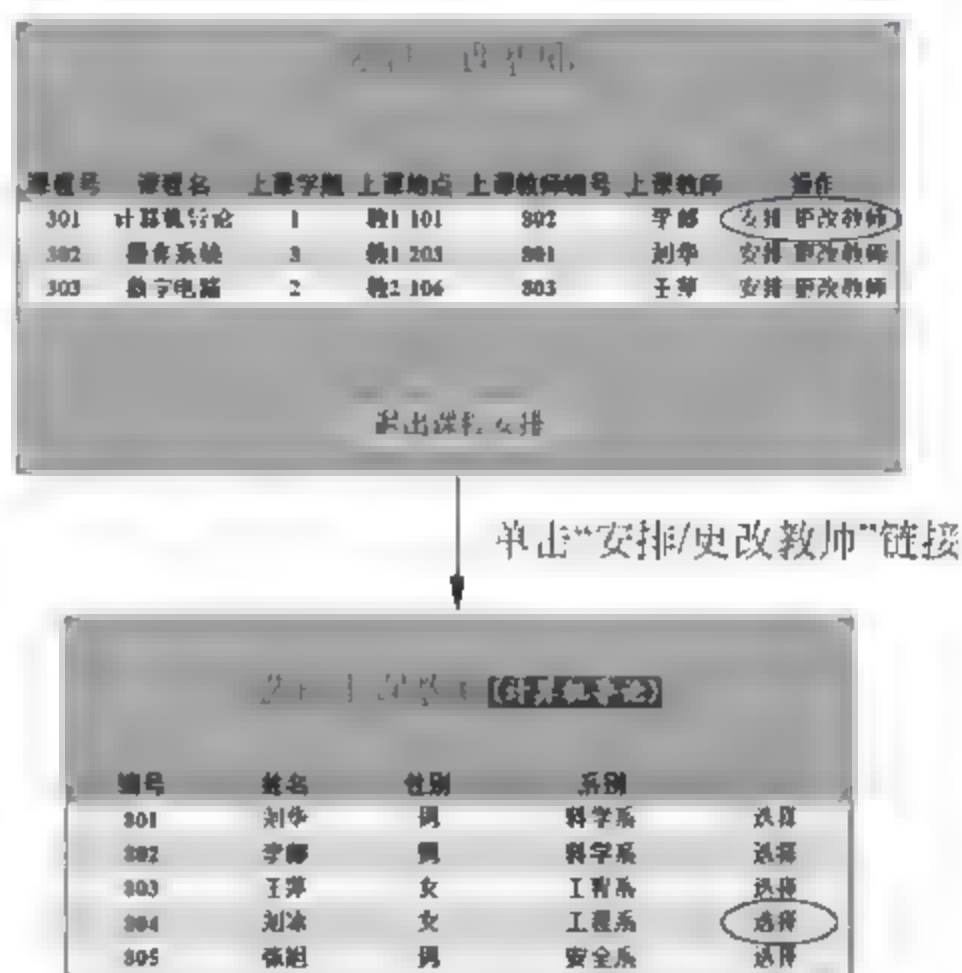 课程号 课程名 上课学期 上课地点 上课教师编号 上课教师 操作
301 计算机导论 1 教1 101 802 李 安排 更改教师
302 操作系统 3 教1 203 801 刘华 安排 更改教师
303 数字电路 2 教2 106 803 王萍 安排 更改教师
退出课程安排
单击“安排/更改教师”链接
(计算机导论)
编号 姓名 性别 系别
801 刘华 男 科学系 选择
802 李 男 科学系 选择
803 王萍 女 工程系 选择
804 刘冰 女 工程系 选择
805 张 男 安全系 选择